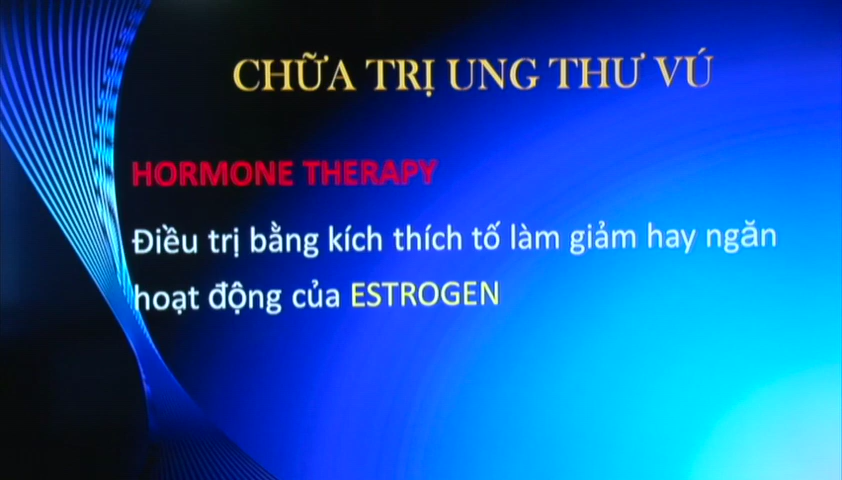 CHỮA TRỊ UNG THƯ VÚ
HORMONE THERAPY
Điều trị bằng kích thích tố làm giảm hay ngăn
hoạt động của ESTROGEN